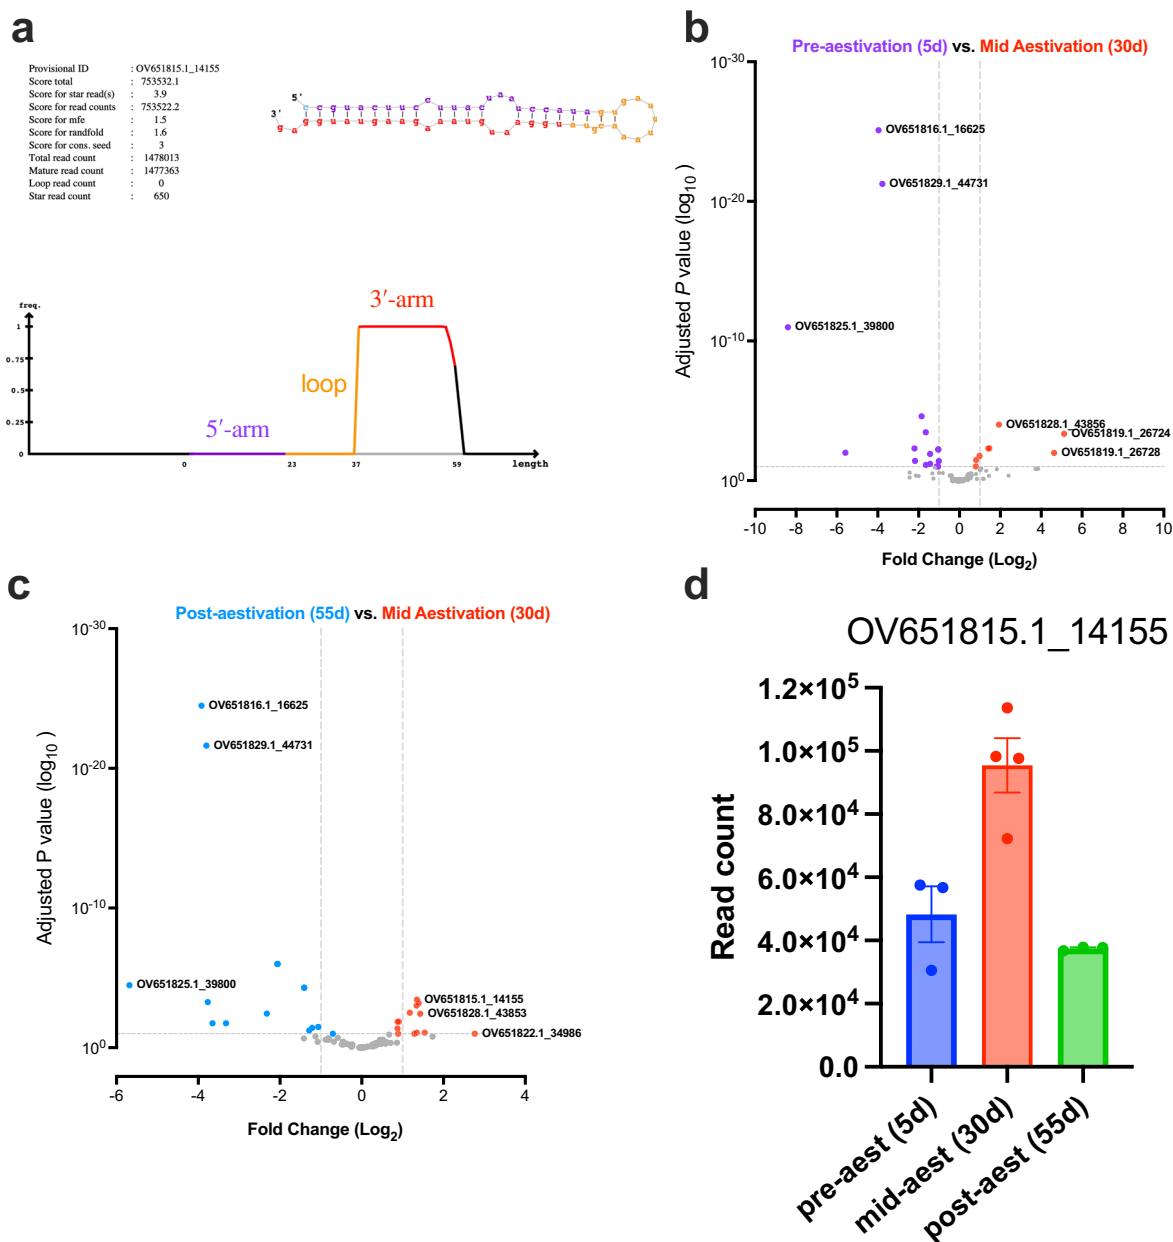 a
Provisional ID : OV651815.1_14155
Score total : 753532.1
Score for star read(s) : 3.9
Score for read counts : 753522.2
Score for mfe : 1.5
Score for randfold : 1.6
Score for cons. seed : 3
Total read count : 1478013
Mature read count : 1477363
Loop read count : 0
Star read count : 650
5'
3'
freq.
1
0.75
0.5
0.25
0
0
23
37
59
length
5′-arm
loop
3′-arm
b
Pre-aestivation (5d) vs. Mid Aestivation (30d)
Adjusted P value (log10)
10-30
10-20
10-10
100
OV651816.1_16625
OV651829.1_44731
OV651825.1_39800
OV651828.1_43856
OV651819.1_26724
OV651819.1_26728
-10 -8 -6 -4 -2 0 2 4 6 8 10
Fold Change (Log2)
c
Post-aestivation (55d) vs. Mid Aestivation (30d)
Adjusted P value (log10)
10-30
10-20
10-10
100
OV651816.1_16625
OV651829.1_44731
OV651825.1_39800
OV651815.1_14155
OV651828.1_43853
OV651822.1_34986
-6 -4 -2 0 2 4
Fold Change (Log2)
d
OV651815.1_14155
Read count
1.2×10⁵
1.0×10⁵
8.0×10⁴
6.0×10⁴
4.0×10⁴
2.0×10⁴
0.0
pre-aest (5d)
mid-aest (30d)
post-aest (55d)